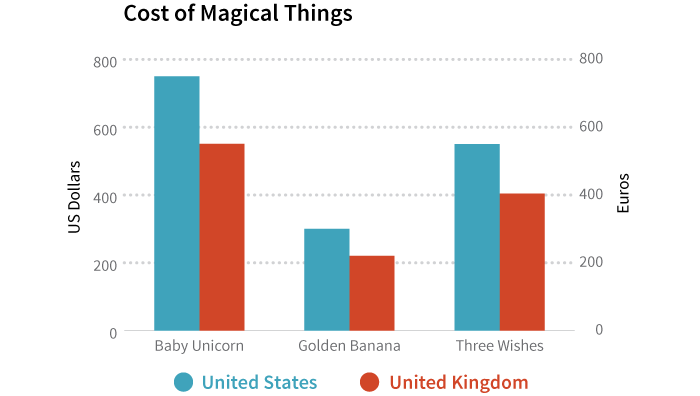 Cost of Magical Things
US Dollars
800
600
400
200
0
800
600
400
200
0
Euros
Baby Unicorn
Golden Banana
Three Wishes
United States
United Kingdom